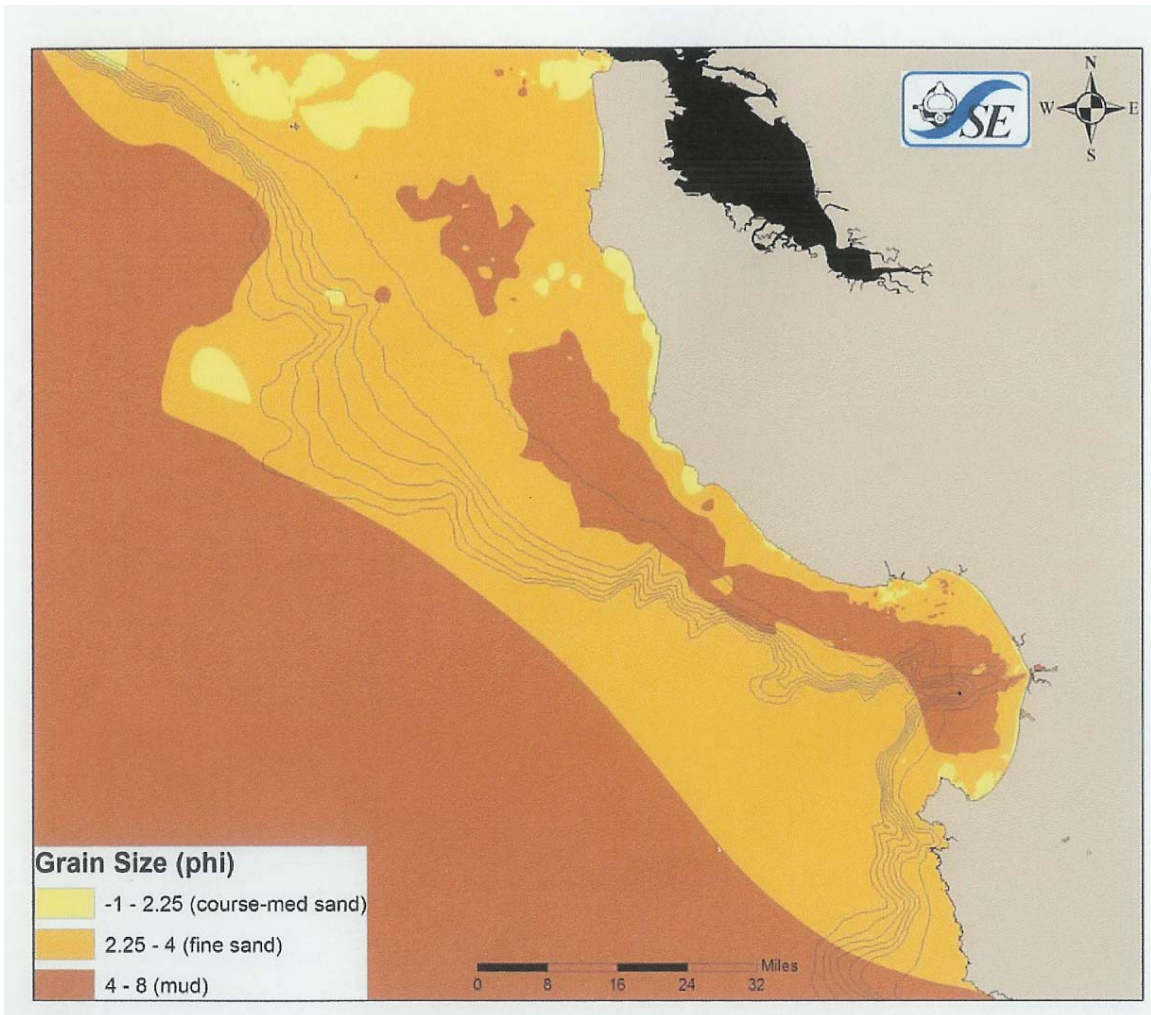 SE
N
W E
S
Grain Size (phi)
-1 - 2.25 (course-med sand)
2.25 - 4 (fine sand)
4 - 8 (mud)
Miles
0 8 16 24 32